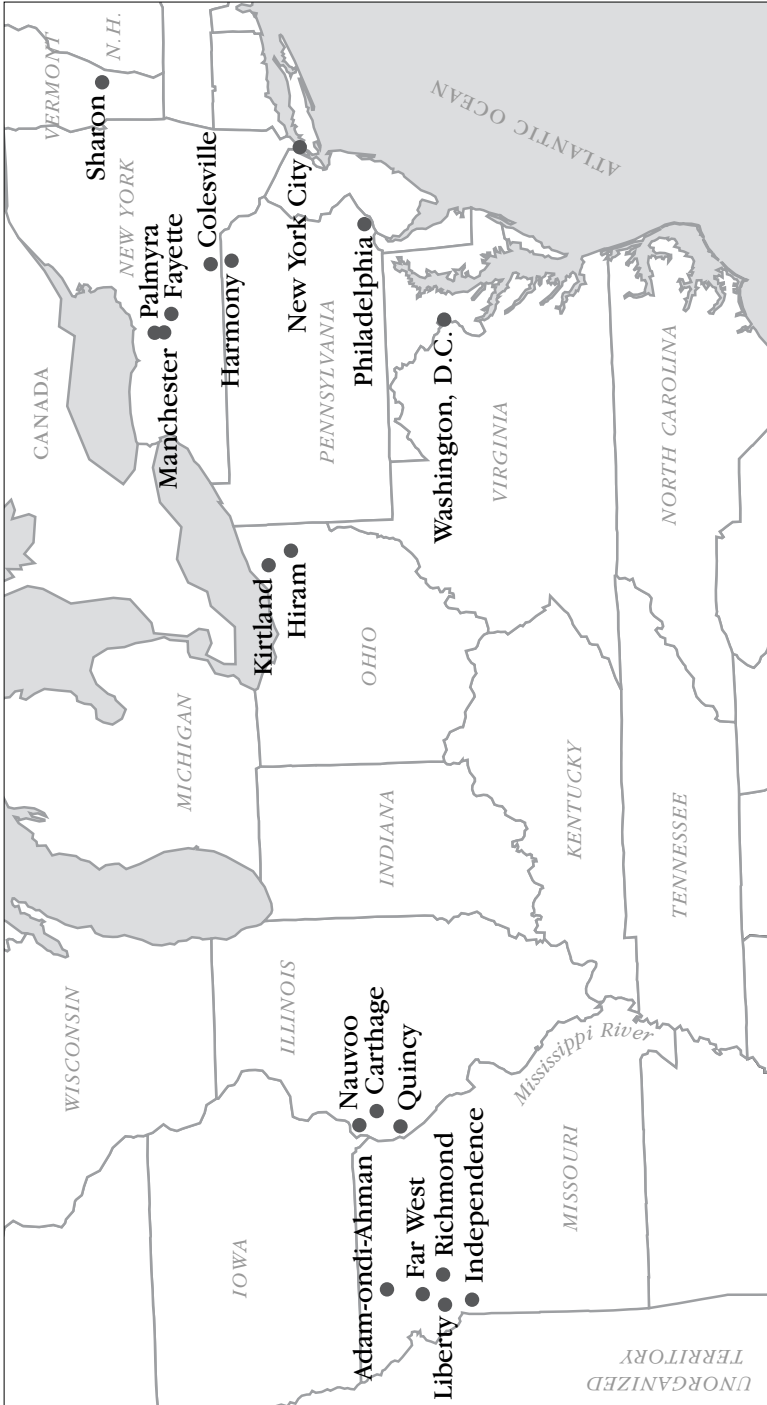 CANADA
VERMONT
N.H.
Sharon
NEW YORK
Palmyra
Fayette
Manchester
Colesville
Harmony
New York City
PENNSYLVANIA
Philadelphia
ATLANTIC OCEAN
WISCONSIN
MICHIGAN
Kirtland
Hiram
OHIO
INDIANA
ILLINOIS
IOWA
Nauvoo
Carthage
Quincy
Adam-ondi-Ahman
Far West
Richmond
Liberty
Independence
Mississippi River
MISSOURI
UNORGANIZED
TERRITORY
Washington, D.C.
VIRGINIA
KENTUCKY
TENNESSEE
NORTH CAROLINA